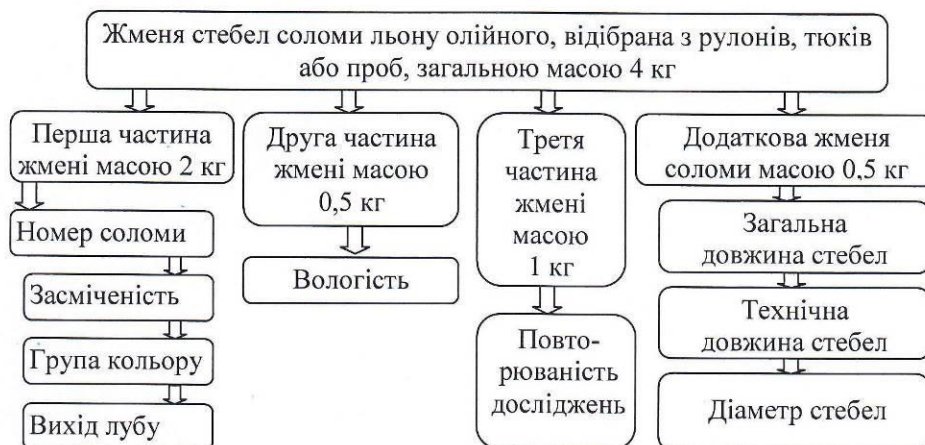 Жменя стебел соломи льону олійного, відібрана з рулонів, тюків
або проб, загальною масою 4 кг
Перша частина
жмені масою 2 кг
Номер соломи
Засміченість
Група кольору
Вихід лубу
Друга частина
жмені масою
0,5 кг
Вологість
Третя
частина
жмені
масою
1 кг
Повто-
рюваність
досліджень
Додаткова жменя
соломи масою 0,5 кг
Загальна
довжина стебел
Технічна
довжина стебел
Діаметр стебел